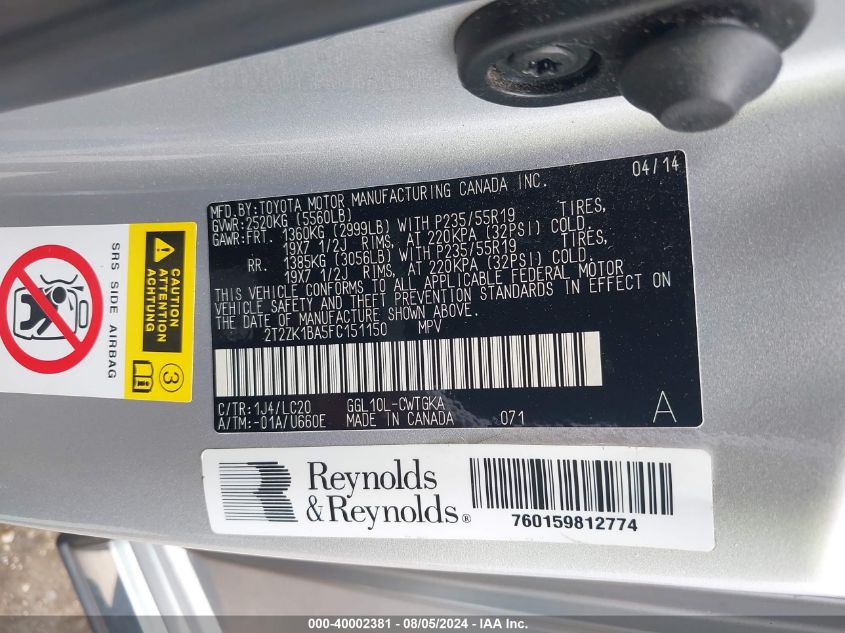 04/14
MFD.BY:TOYOTA MOTOR MANUFACTURING CANADA INC.
GVWR:2520KG (5560LB)
GAWR:FRT. 1360KG (2999LB) WITH P235/55R19 TIRES,
19X7 1/2J RIMS, AT 220KPA (32PSI) COLD.
RR. 1385KG (3056LB) WITH P235/55R19 TIRES,
19X7 1/2J RIMS, AT 220KPA (32PSI) COLD.
THIS VEHICLE CONFORMS TO ALL APPLICABLE FEDERAL MOTOR
VEHICLE SAFETY AND THEFT PREVENTION STANDARDS IN EFFECT ON
THE DATE OF MANUFACTURE SHOWN ABOVE.
2T2ZK1BA5FC151150 MPV
C/TR:1J4/LC20 GGL10L-CWTGKA
A/TM:-01A/U660E MADE IN CANADA 071 A
SRS SIDE AIRBAG
CAUTION
ATTENTION
ACHTUNG
3
Reynolds
&Reynolds®
760159812774
000-40002381 - 08/05/2024 - IAA Inc.